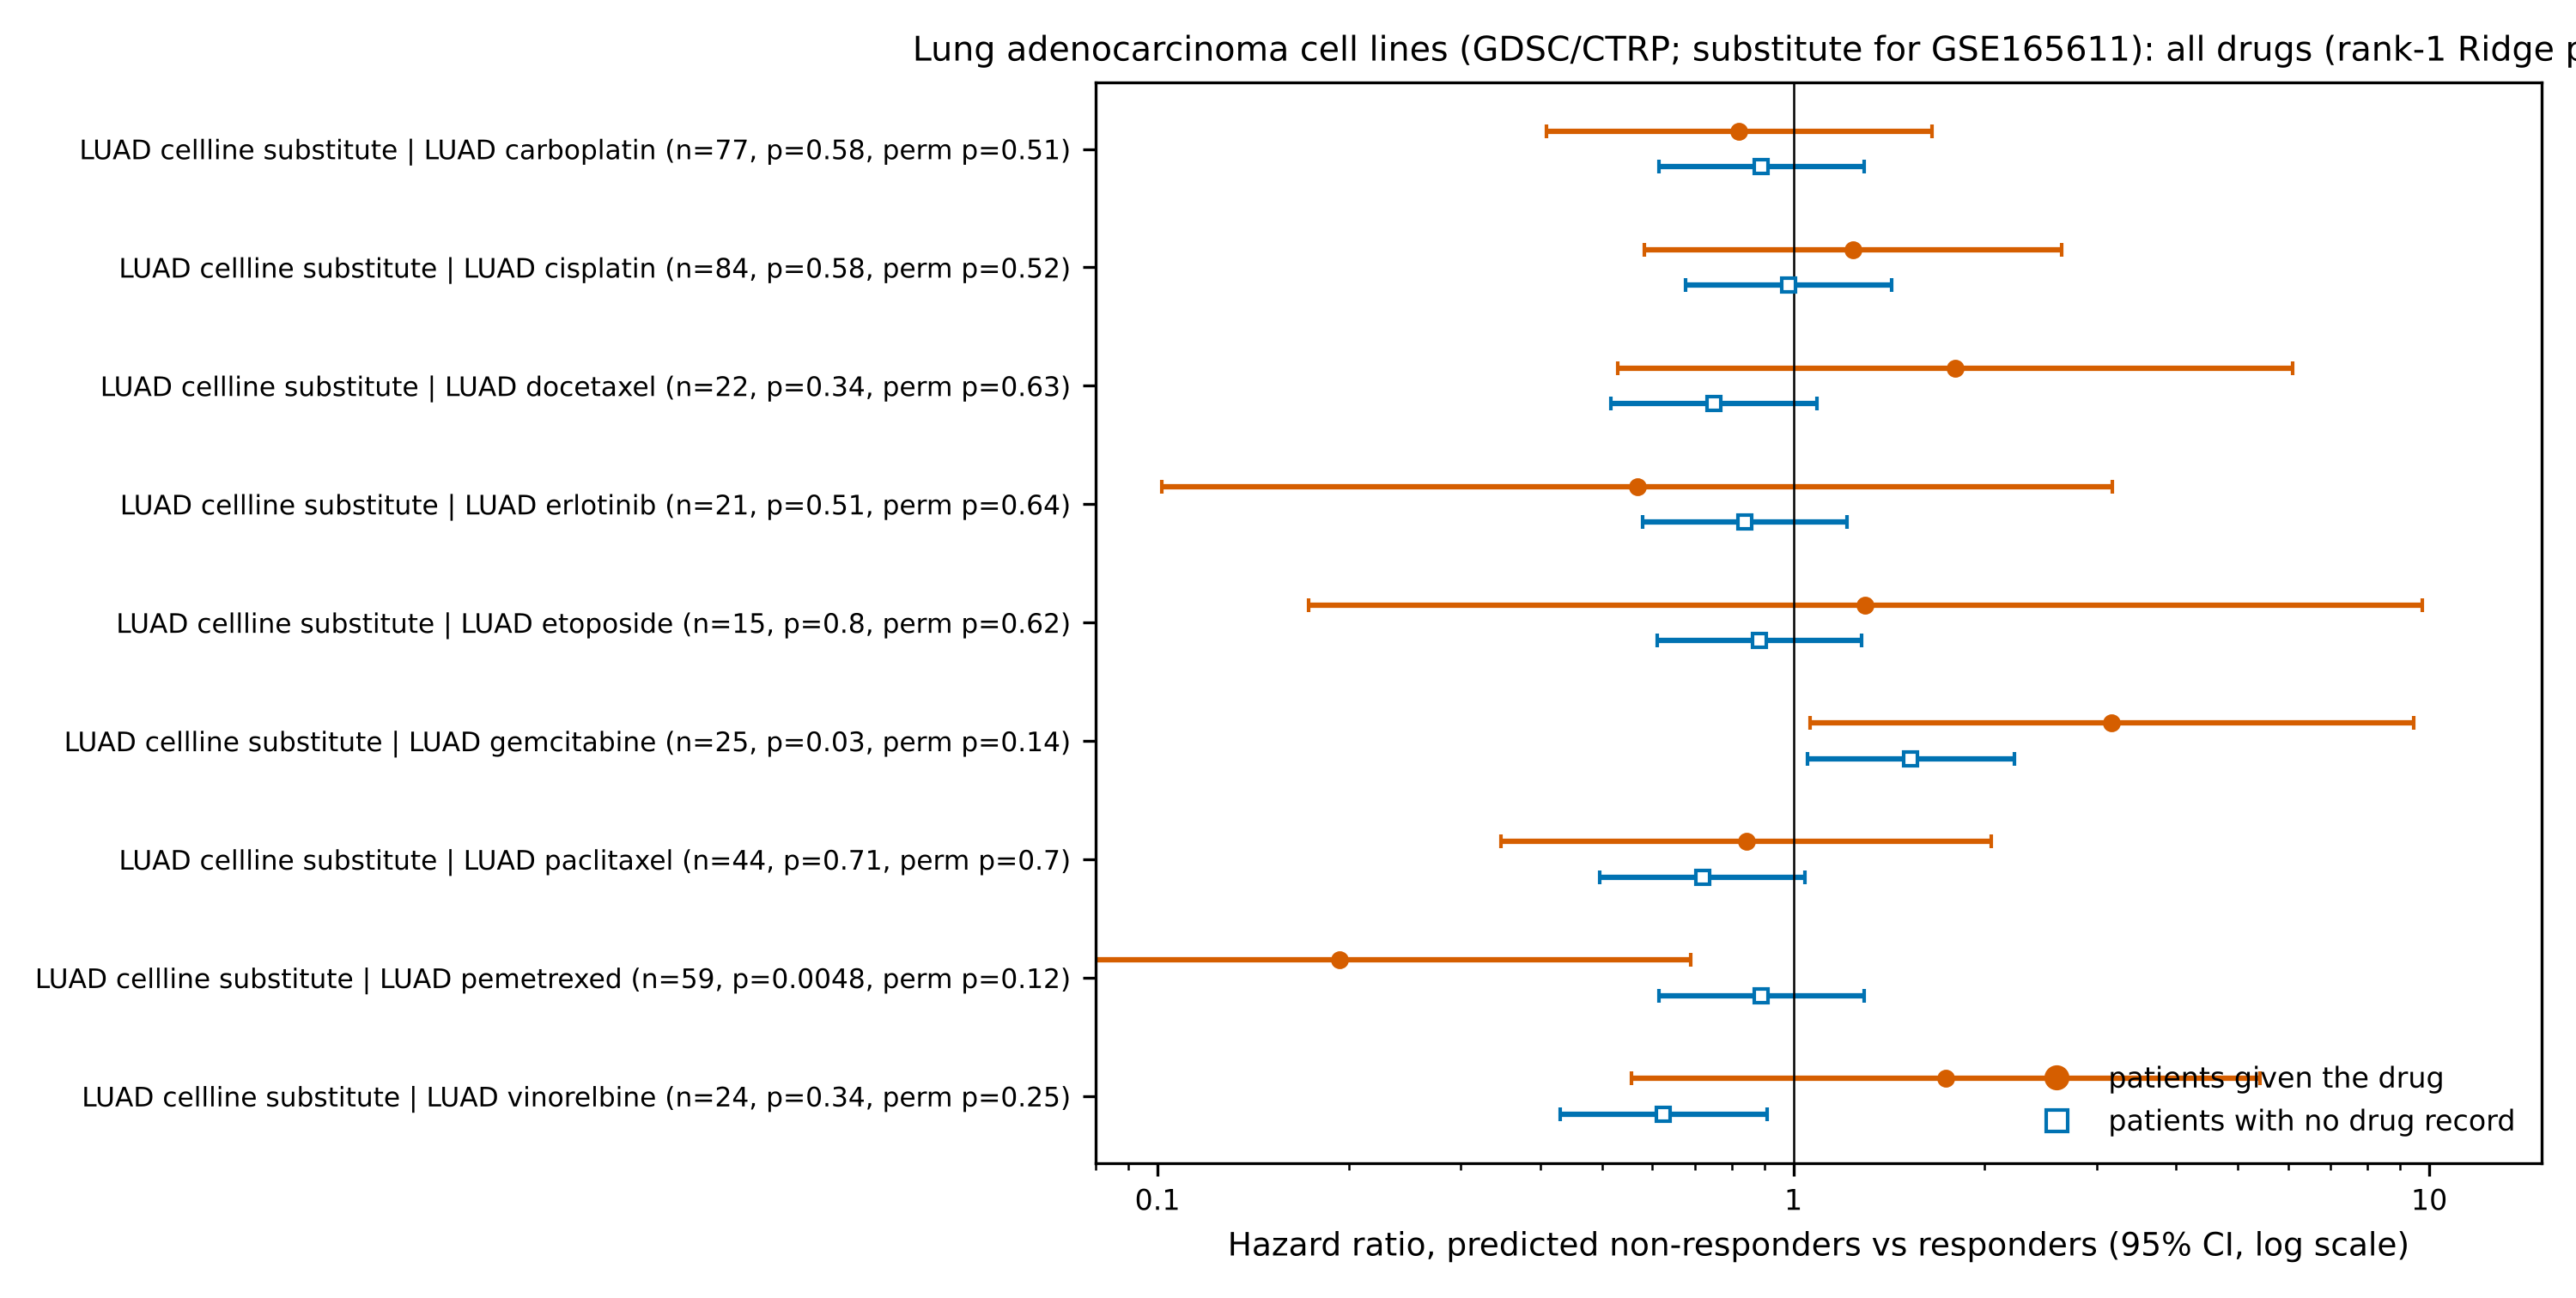 Lung adenocarcinoma cell lines (GDSC/CTRP; substitute for GSE165611): all drugs (rank-1 Ridge
LUAD cellline substitute | LUAD carboplatin (n=77, p=0.58, perm p=0.51)
LUAD cellline substitute | LUAD cisplatin (n=84, p=0.58, perm p=0.52)
LUAD cellline substitute | LUAD docetaxel (n=22, p=0.34, perm p=0.63)
LUAD cellline substitute | LUAD erlotinib (n=21, p=0.51, perm p=0.64)
LUAD cellline substitute | LUAD etoposide (n=15, p=0.8, perm p=0.62)
LUAD cellline substitute | LUAD gemcitabine (n=25, p=0.03, perm p=0.14)
LUAD cellline substitute | LUAD paclitaxel (n=44, p=0.71, perm p=0.7)
LUAD cellline substitute | LUAD pemetrexed (n=59, p=0.0048, perm p=0.12)
LUAD cellline substitute | LUAD vinorelbine (n=24, p=0.34, perm p=0.25)
patients given the drug
patients with no drug record
0.1
1
10
Hazard ratio, predicted non-responders vs responders (95% CI, log scale)